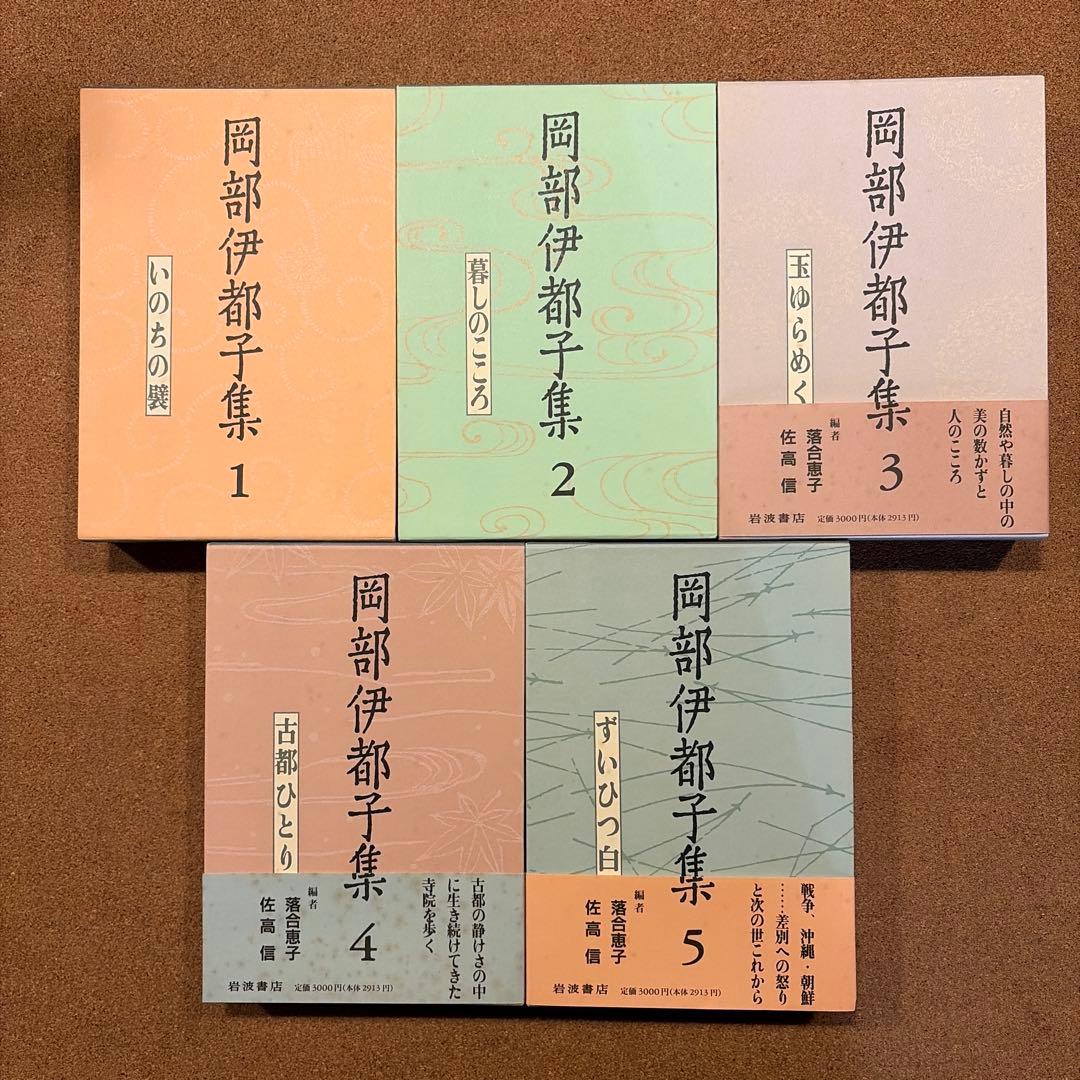 岡部伊都子集
1
いのちの襞
岡部伊都子集
2
暮しのこころ
岡部伊都子集
3
玉ゆらめく
自然や暮しの中の
美の数かずと
人のこころ
編者
落合恵子
佐高信
岩波書店 定価3000円(本体2913円)
岡部伊都子集
4
古都ひとり
古都の静けさの中
に生き続けてきた
寺院を歩く
編者
落合恵子
佐高信
岩波書店 定価3000円(本体2913円)
岡部伊都子集
5
ずいひつ白
戦争、沖縄・朝鮮
……差別への怒り
と次の世これから
編者
落合恵子
佐高信
岩波書店 定価3000円(本体2913円)